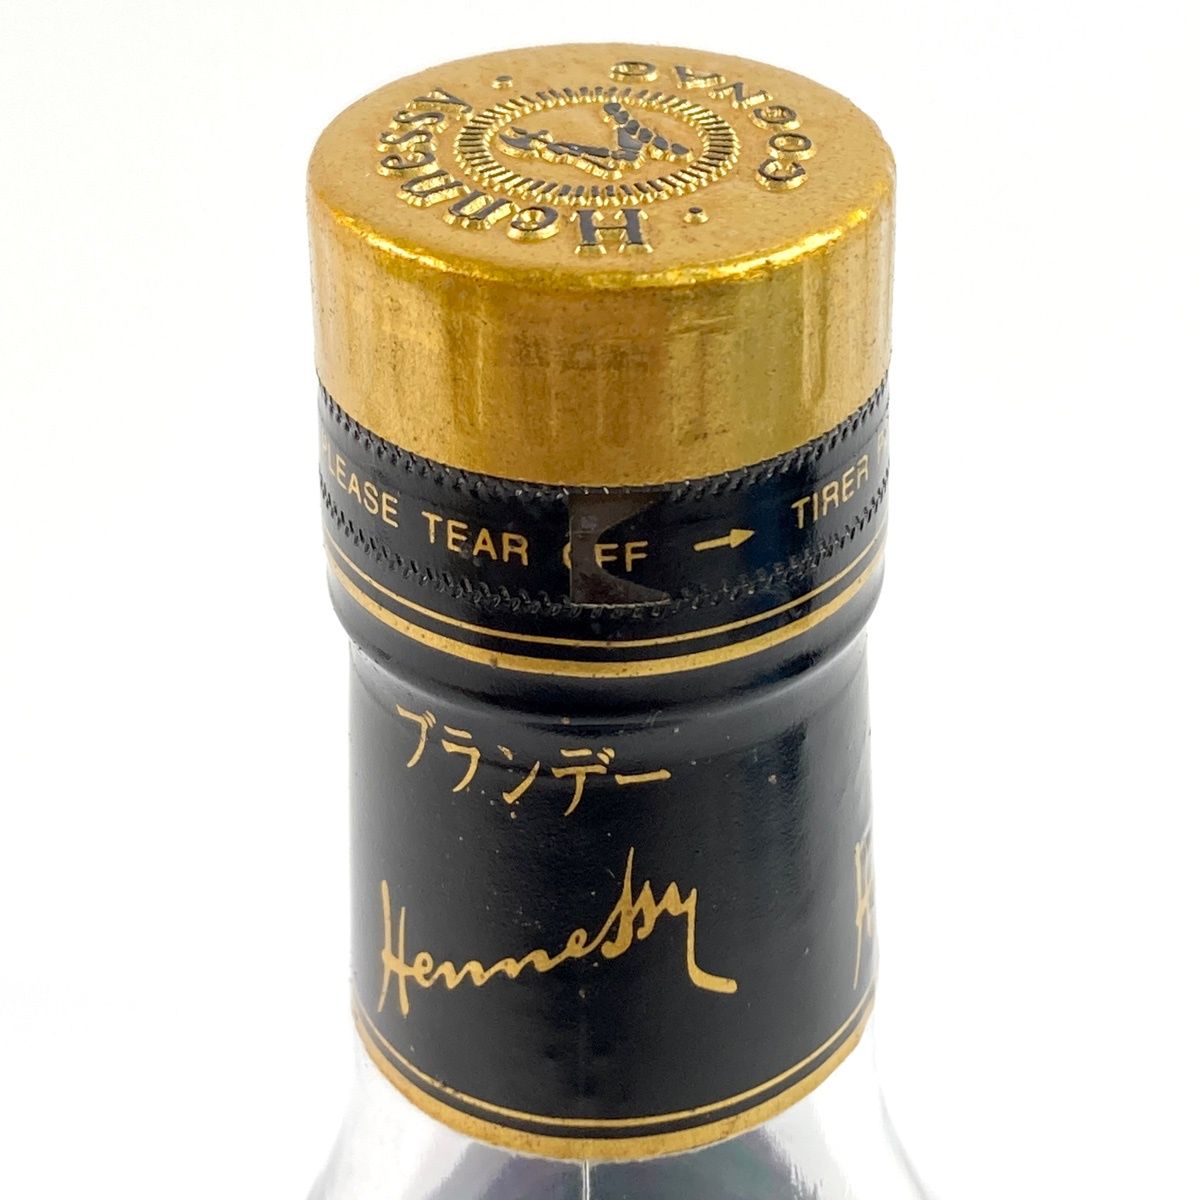 Hennessy · COGNAC ·
PLEASE TEAR OFF → TIRER
ブランデー
Hennessy